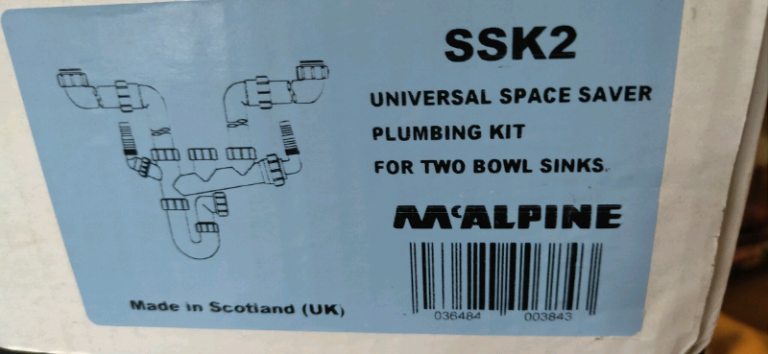 SSK2
UNIVERSAL SPACE SAVER
PLUMBING KIT
FOR TWO BOWL SINKS.
McALPINE
036484 003843
Made in Scotland (UK)